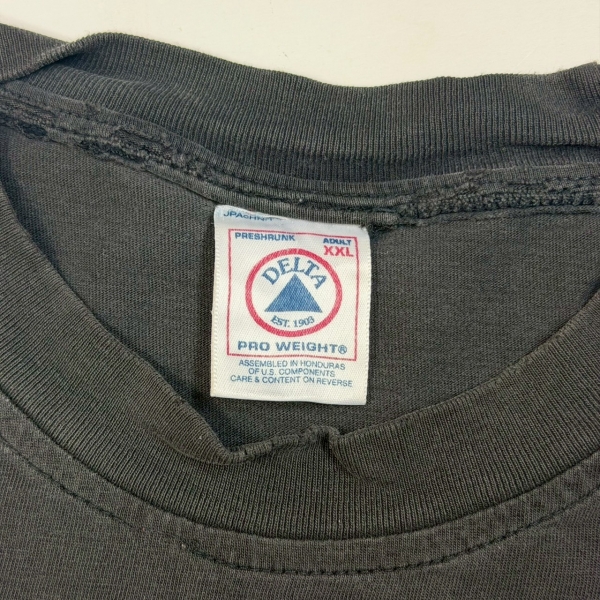 PRESHRUNK
ADULT
XXL
DELTA
EST. 1903
PRO WEIGHT®
ASSEMBLED IN HONDURAS
OF U.S. COMPONENTS
CARE & CONTENT ON REVERSE